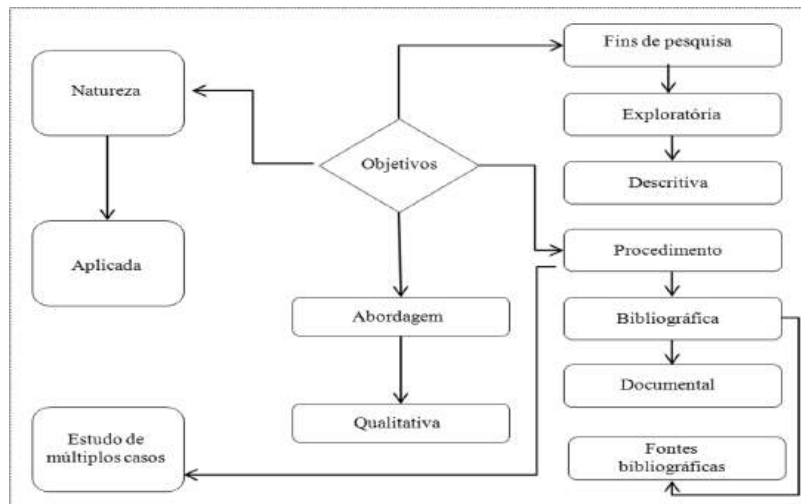 Fins de pesquisa
Natureza
Exploratória
Objetivos
Descritiva
Aplicada
Procedimento
Abordagem
Bibliográfica
Documental
Qualitativa
Estudo de
múltiplos casos
Fontes
bibliográficas